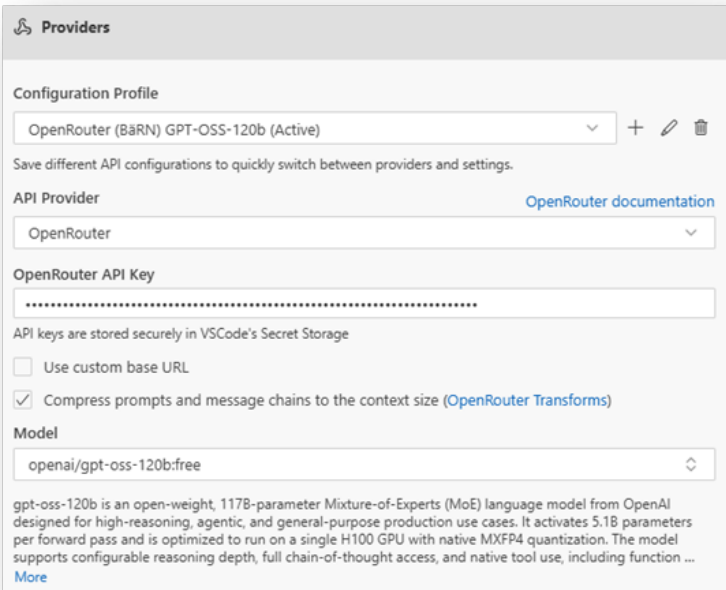 Providers
Configuration Profile
OpenRouter (BäRN) GPT-OSS-120b (Active)
Save different API configurations to quickly switch between providers and settings.
API Provider
OpenRouter documentation
OpenRouter
OpenRouter API Key
••••••••••••••••••••••••••••••••••••••••••••••••••••••••••••••••••••••••
API keys are stored securely in VSCode's Secret Storage
Use custom base URL
Compress prompts and message chains to the context size (OpenRouter Transforms)
Model
openai/gpt-oss-120b:free
gpt-oss-120b is an open-weight, 117B-parameter Mixture-of-Experts (MoE) language model from OpenAI
designed for high-reasoning, agentic, and general-purpose production use cases. It activates 5.1B parameters
per forward pass and is optimized to run on a single H100 GPU with native MXFP4 quantization. The model
supports configurable reasoning depth, full chain-of-thought access, and native tool use, including function ...
More